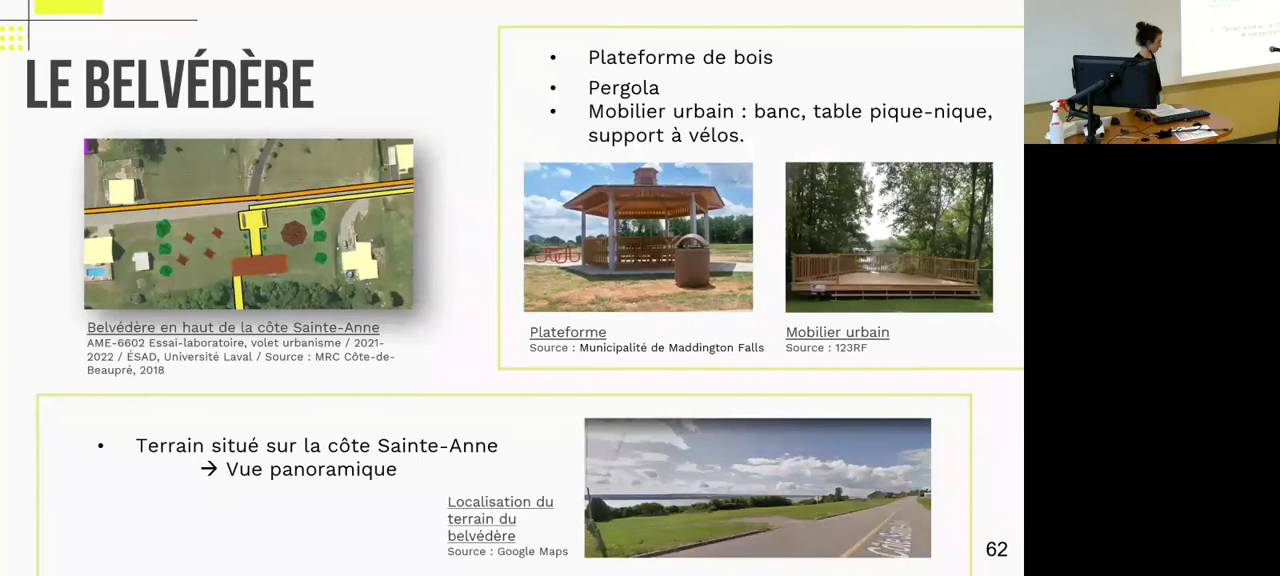 LE BELVÉDÈRE
Belvédère en haut de la côte Sainte-Anne
AME-6602 Essai-laboratoire, volet urbanisme / 2021-
2022 / ÉSAD, Université Laval / Source : MRC Côte-de-
Beaupré, 2018
• Plateforme de bois
• Pergola
• Mobilier urbain : banc, table pique-nique,
support à vélos.
Plateforme
Source : Municipalité de Maddington Falls
Mobilier urbain
Source : 123RF
• Terrain situé sur la côte Sainte-Anne
→ Vue panoramique
Localisation du
terrain du
belvédère
Source : Google Maps
62